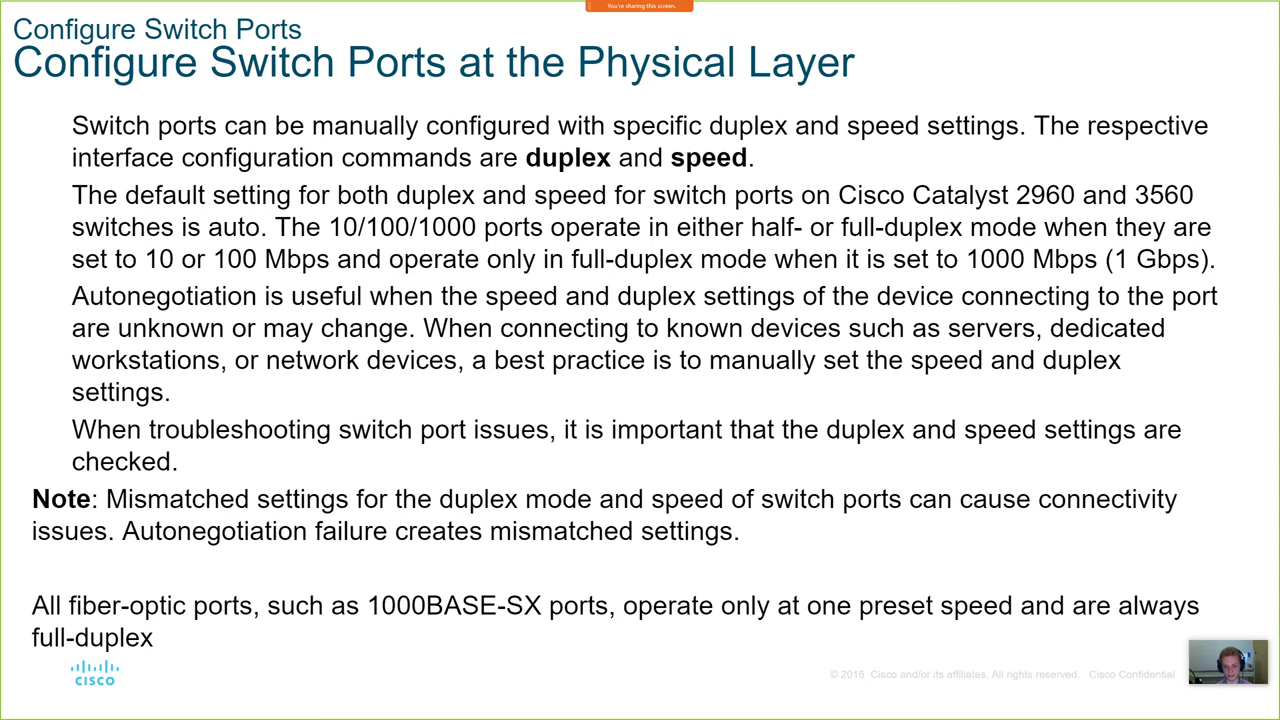 You're sharing this screen.
Configure Switch Ports
Configure Switch Ports at the Physical Layer
Switch ports can be manually configured with specific duplex and speed settings. The respective
interface configuration commands are duplex and speed.
The default setting for both duplex and speed for switch ports on Cisco Catalyst 2960 and 3560
switches is auto. The 10/100/1000 ports operate in either half- or full-duplex mode when they are
set to 10 or 100 Mbps and operate only in full-duplex mode when it is set to 1000 Mbps (1 Gbps).
Autonegotiation is useful when the speed and duplex settings of the device connecting to the port
are unknown or may change. When connecting to known devices such as servers, dedicated
workstations, or network devices, a best practice is to manually set the speed and duplex
settings.
When troubleshooting switch port issues, it is important that the duplex and speed settings are
checked.
Note: Mismatched settings for the duplex mode and speed of switch ports can cause connectivity
issues. Autonegotiation failure creates mismatched settings.
All fiber-optic ports, such as 1000BASE-SX ports, operate only at one preset speed and are always
full-duplex
CISCO
© 2016 Cisco and/or its affiliates. All rights reserved. Cisco Confidential